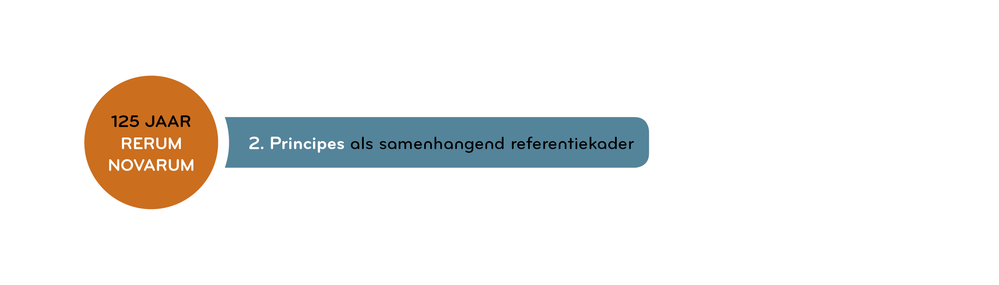 125 JAAR
RERUM
NOVARUM
2. Principes als samenhangend referentiekader